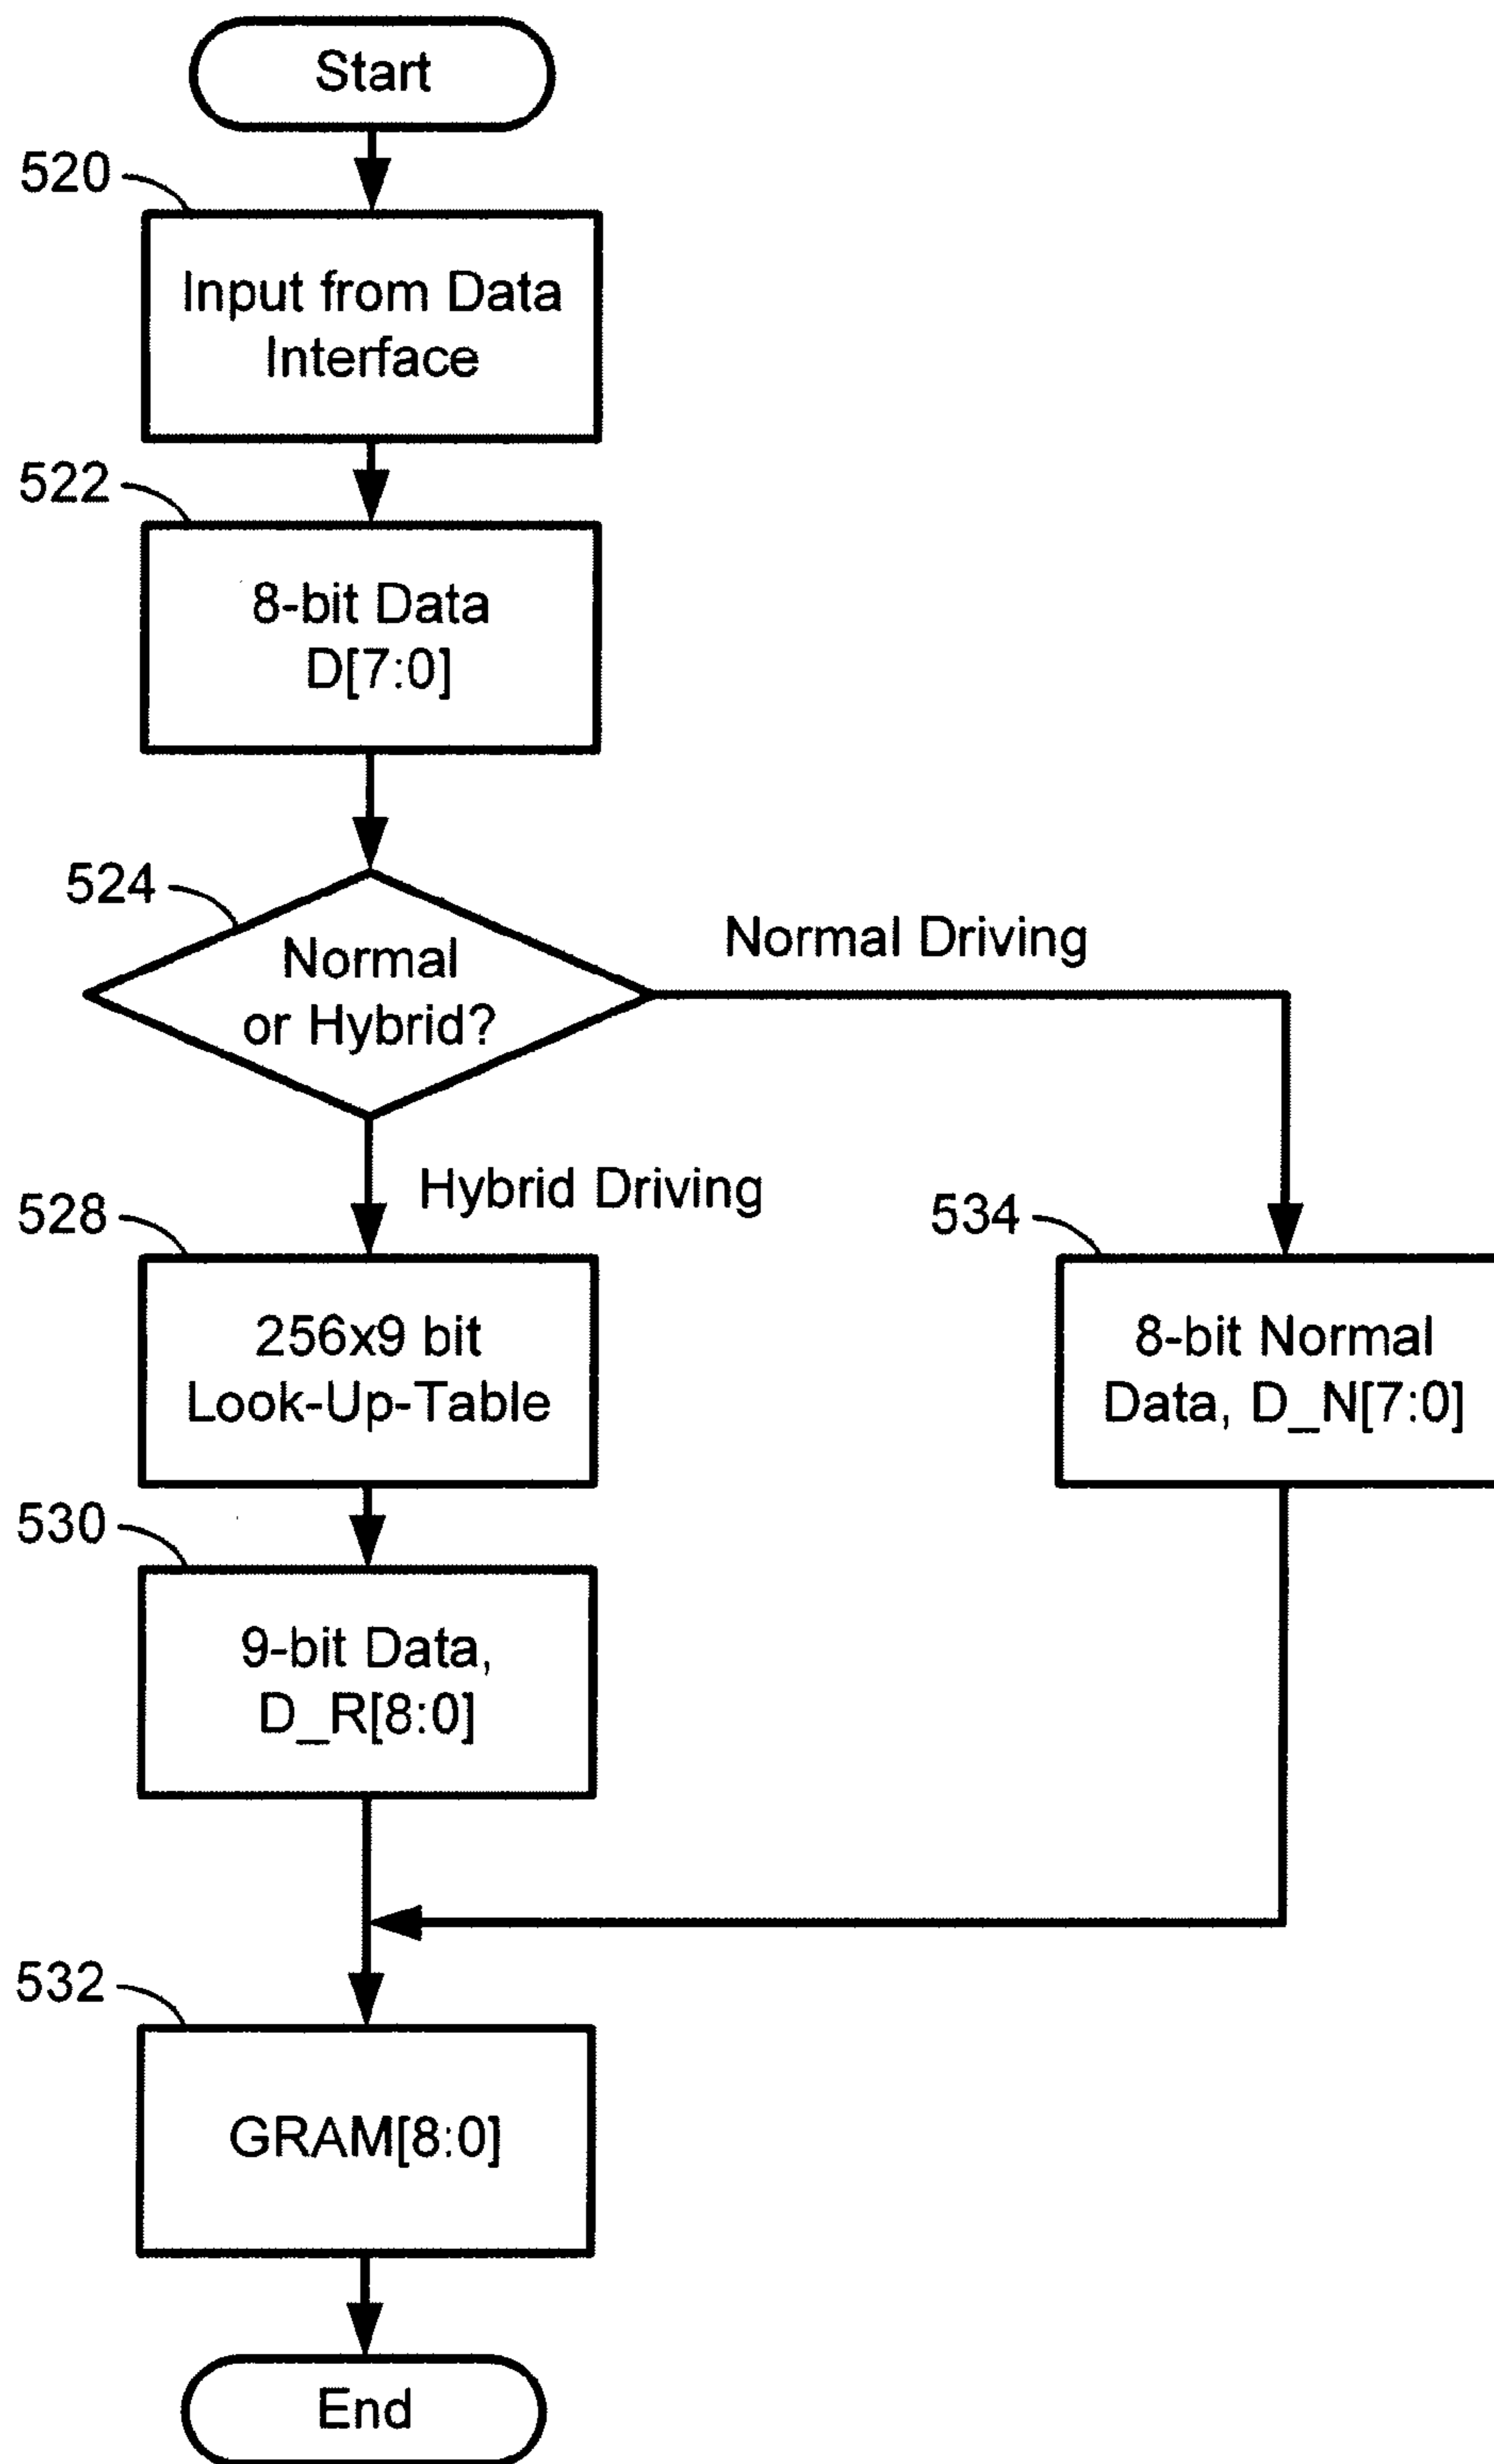 Start
520
Input from Data
Interface
522
8-bit Data
D[7:0]
524
Normal
or Hybrid?
Normal Driving
Hybrid Driving
528
256x9 bit
Look-Up-Table
534
8-bit Normal
Data, D_N[7:0]
530
9-bit Data,
D_R[8:0]
532
GRAM[8:0]
End